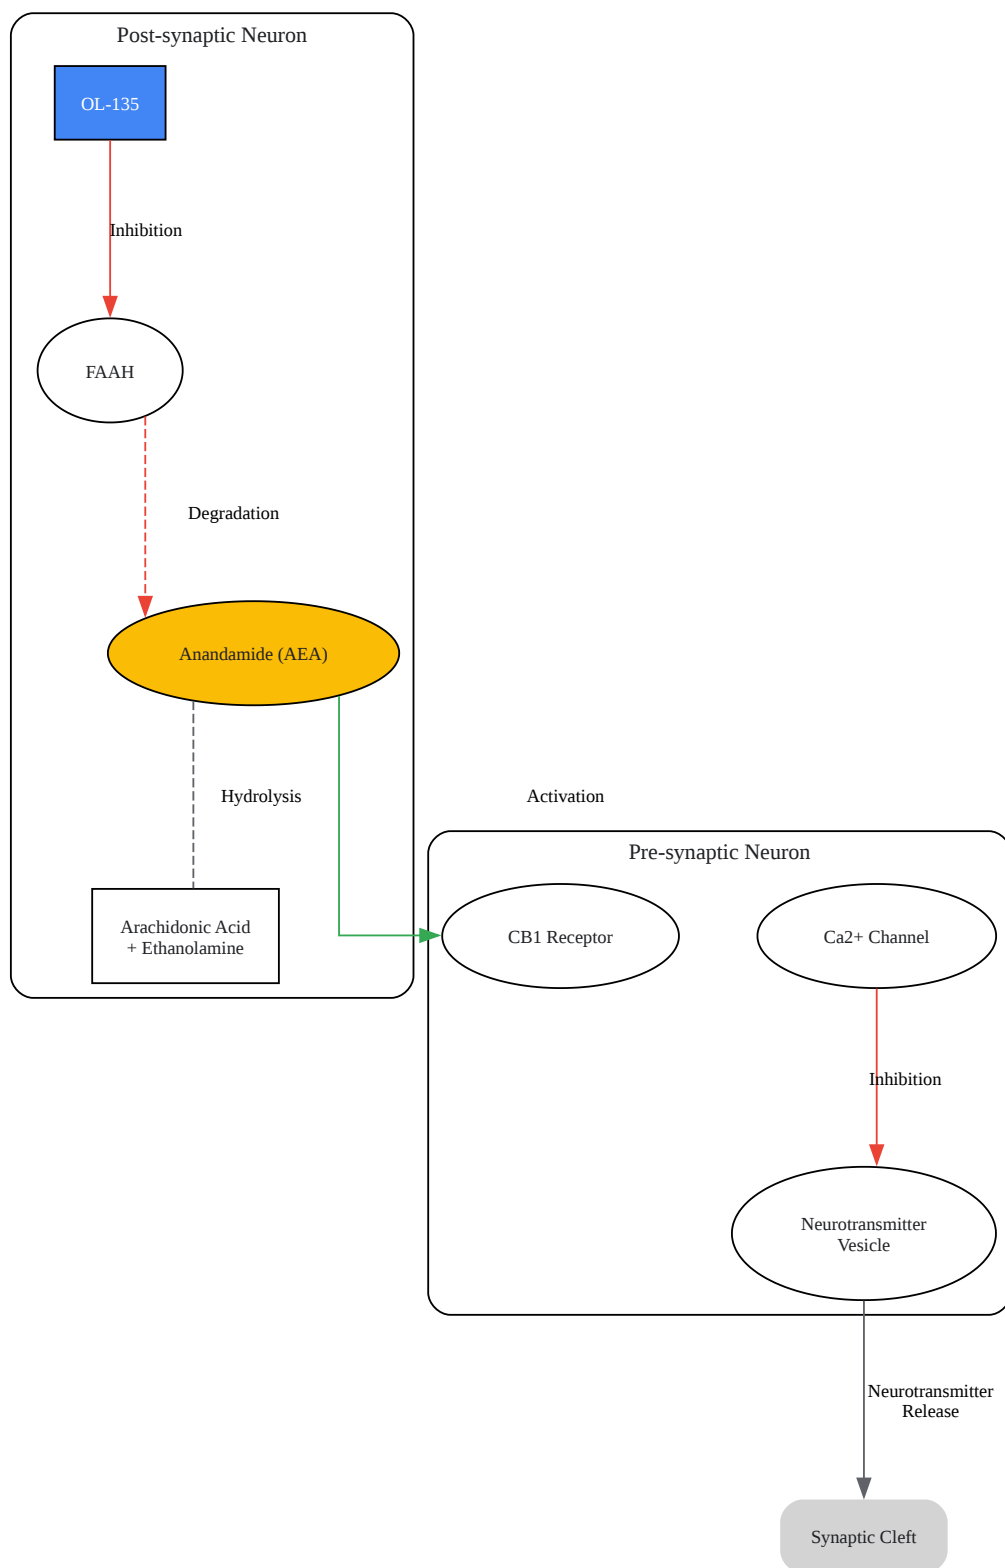 Post-synaptic Neuron
OL-135
Inhibition
FAAH
Degradation
Anandamide (AEA)
Hydrolysis
Activation
Arachidonic Acid
+ Ethanolamine
Pre-synaptic Neuron
CB1 Receptor
Ca2+ Channel
Inhibition
Neurotransmitter
Vesicle
Neurotransmitter
Release
Synaptic Cleft